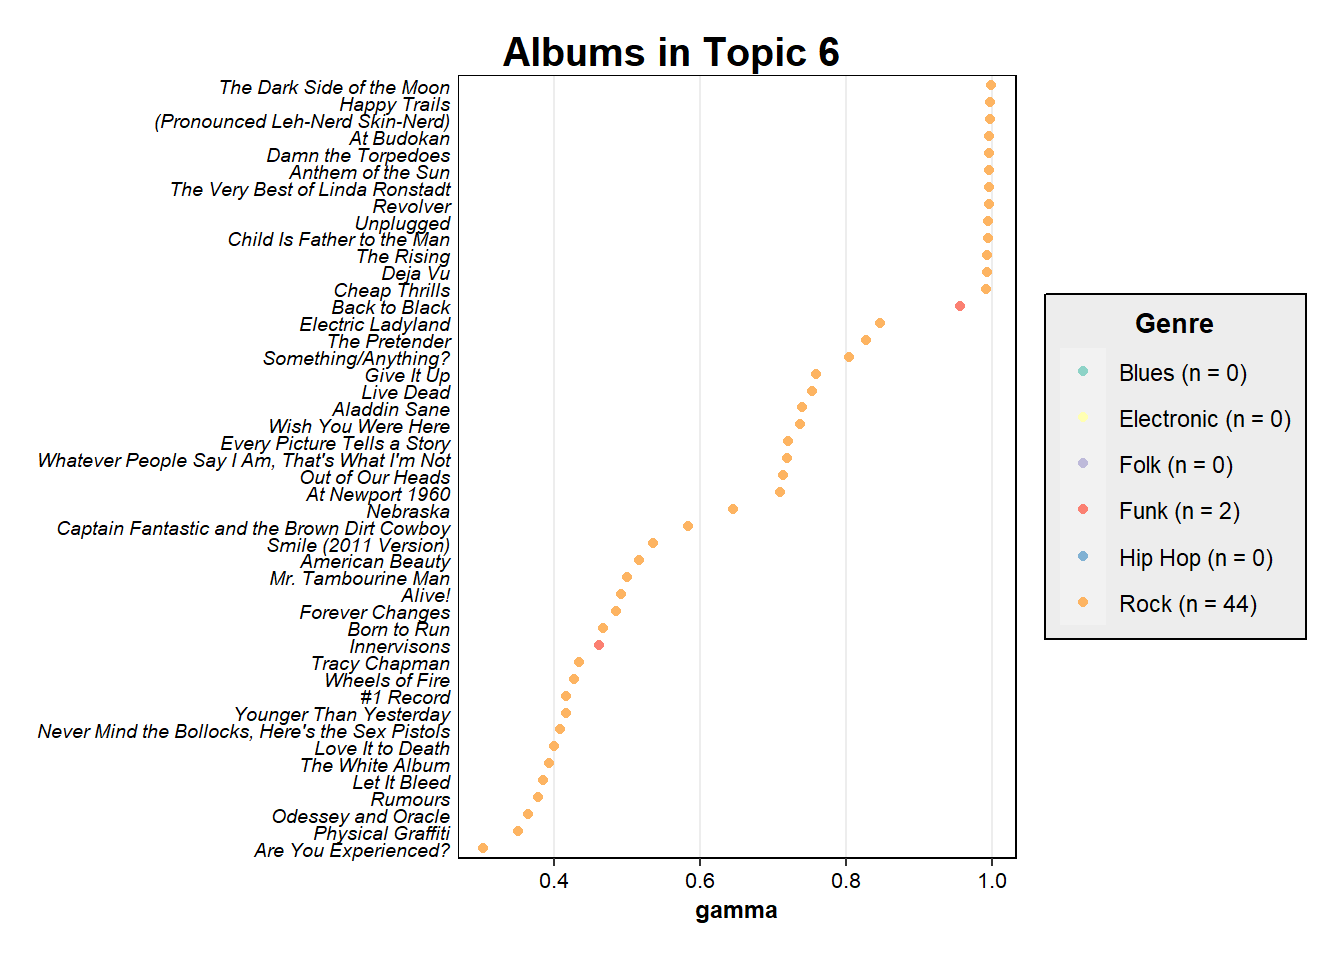 Albums in Topic 6
The Dark Side of the Moon
Happy Trails
(Pronounced Leh-Nerd Skin-Nerd)
At Budokan
Damn the Torpedoes
Anthem of the Sun
The Very Best of Linda Ronstadt
Revolver
Unplugged
Child Is Father to the Man
The Rising
Deja Vu
Cheap Thrills
Back to Black
Electric Ladyland
The Pretender
Something/Anything?
Give It Up
Live Dead
Aladdin Sane
Wish You Were Here
Every Picture Tells a Story
Whatever People Say I Am, That's What I'm Not
Out of Our Heads
At Newport 1960
Nebraska
Captain Fantastic and the Brown Dirt Cowboy
Smile (2011 Version)
American Beauty
Mr. Tambourine Man
Alive!
Forever Changes
Born to Run
Innervisons
Tracy Chapman
Wheels of Fire
#1 Record
Younger Than Yesterday
Never Mind the Bollocks, Here's the Sex Pistols
Love It to Death
The White Album
Let It Bleed
Rumours
Odessey and Oracle
Physical Graffiti
Are You Experienced?
0.4 0.6 0.8 1.0
gamma
Genre
Blues (n = 0)
Electronic (n = 0)
Folk (n = 0)
Funk (n = 2)
Hip Hop (n = 0)
Rock (n = 44)